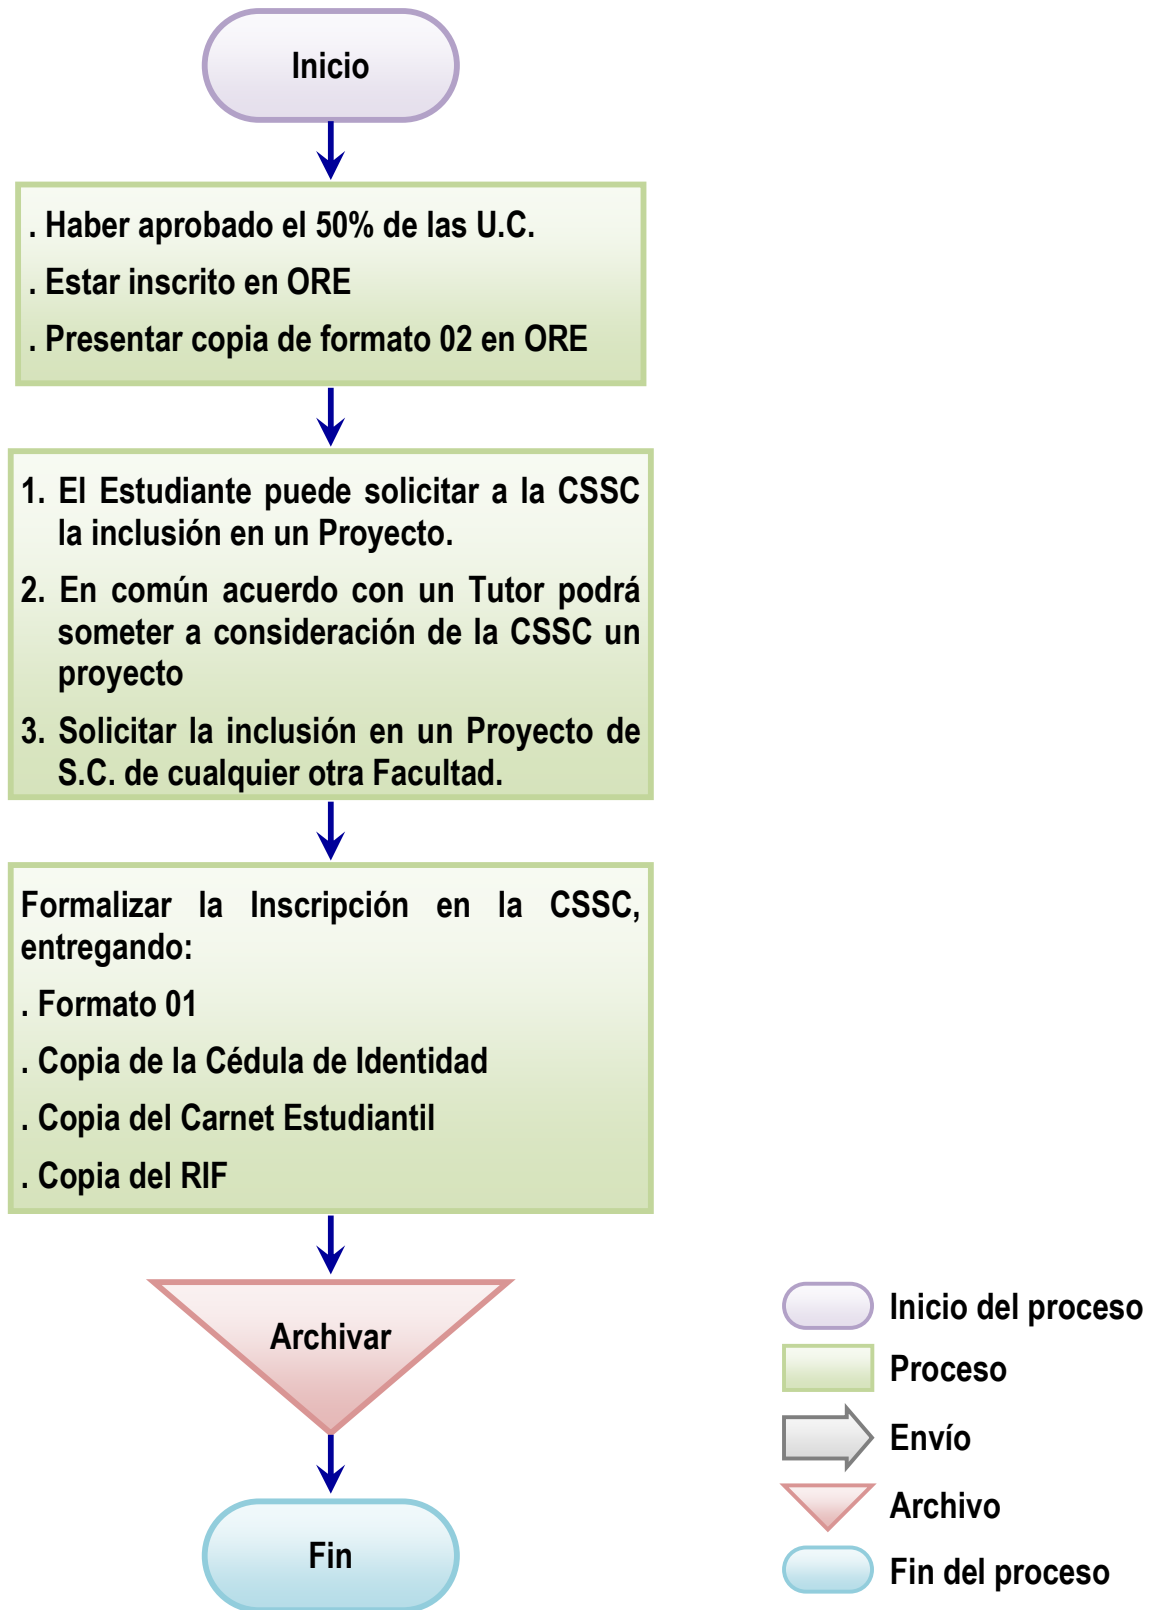 Inicio
. Haber aprobado el 50% de las U.C.
. Estar inscrito en ORE
. Presentar copia de formato 02 en ORE
1. El Estudiante puede solicitar a la CSSC
la inclusión en un Proyecto.
2. En común acuerdo con un Tutor podrá
someter a consideración de la CSSC un
proyecto
3. Solicitar la inclusión en un Proyecto de
S.C. de cualquier otra Facultad.
Formalizar la Inscripción en la CSSC,
entregando:
. Formato 01
. Copia de la Cédula de Identidad
. Copia del Carnet Estudiantil
. Copia del RIF
Archivar
Fin
Inicio del proceso
Proceso
Envío
Archivo
Fin del proceso